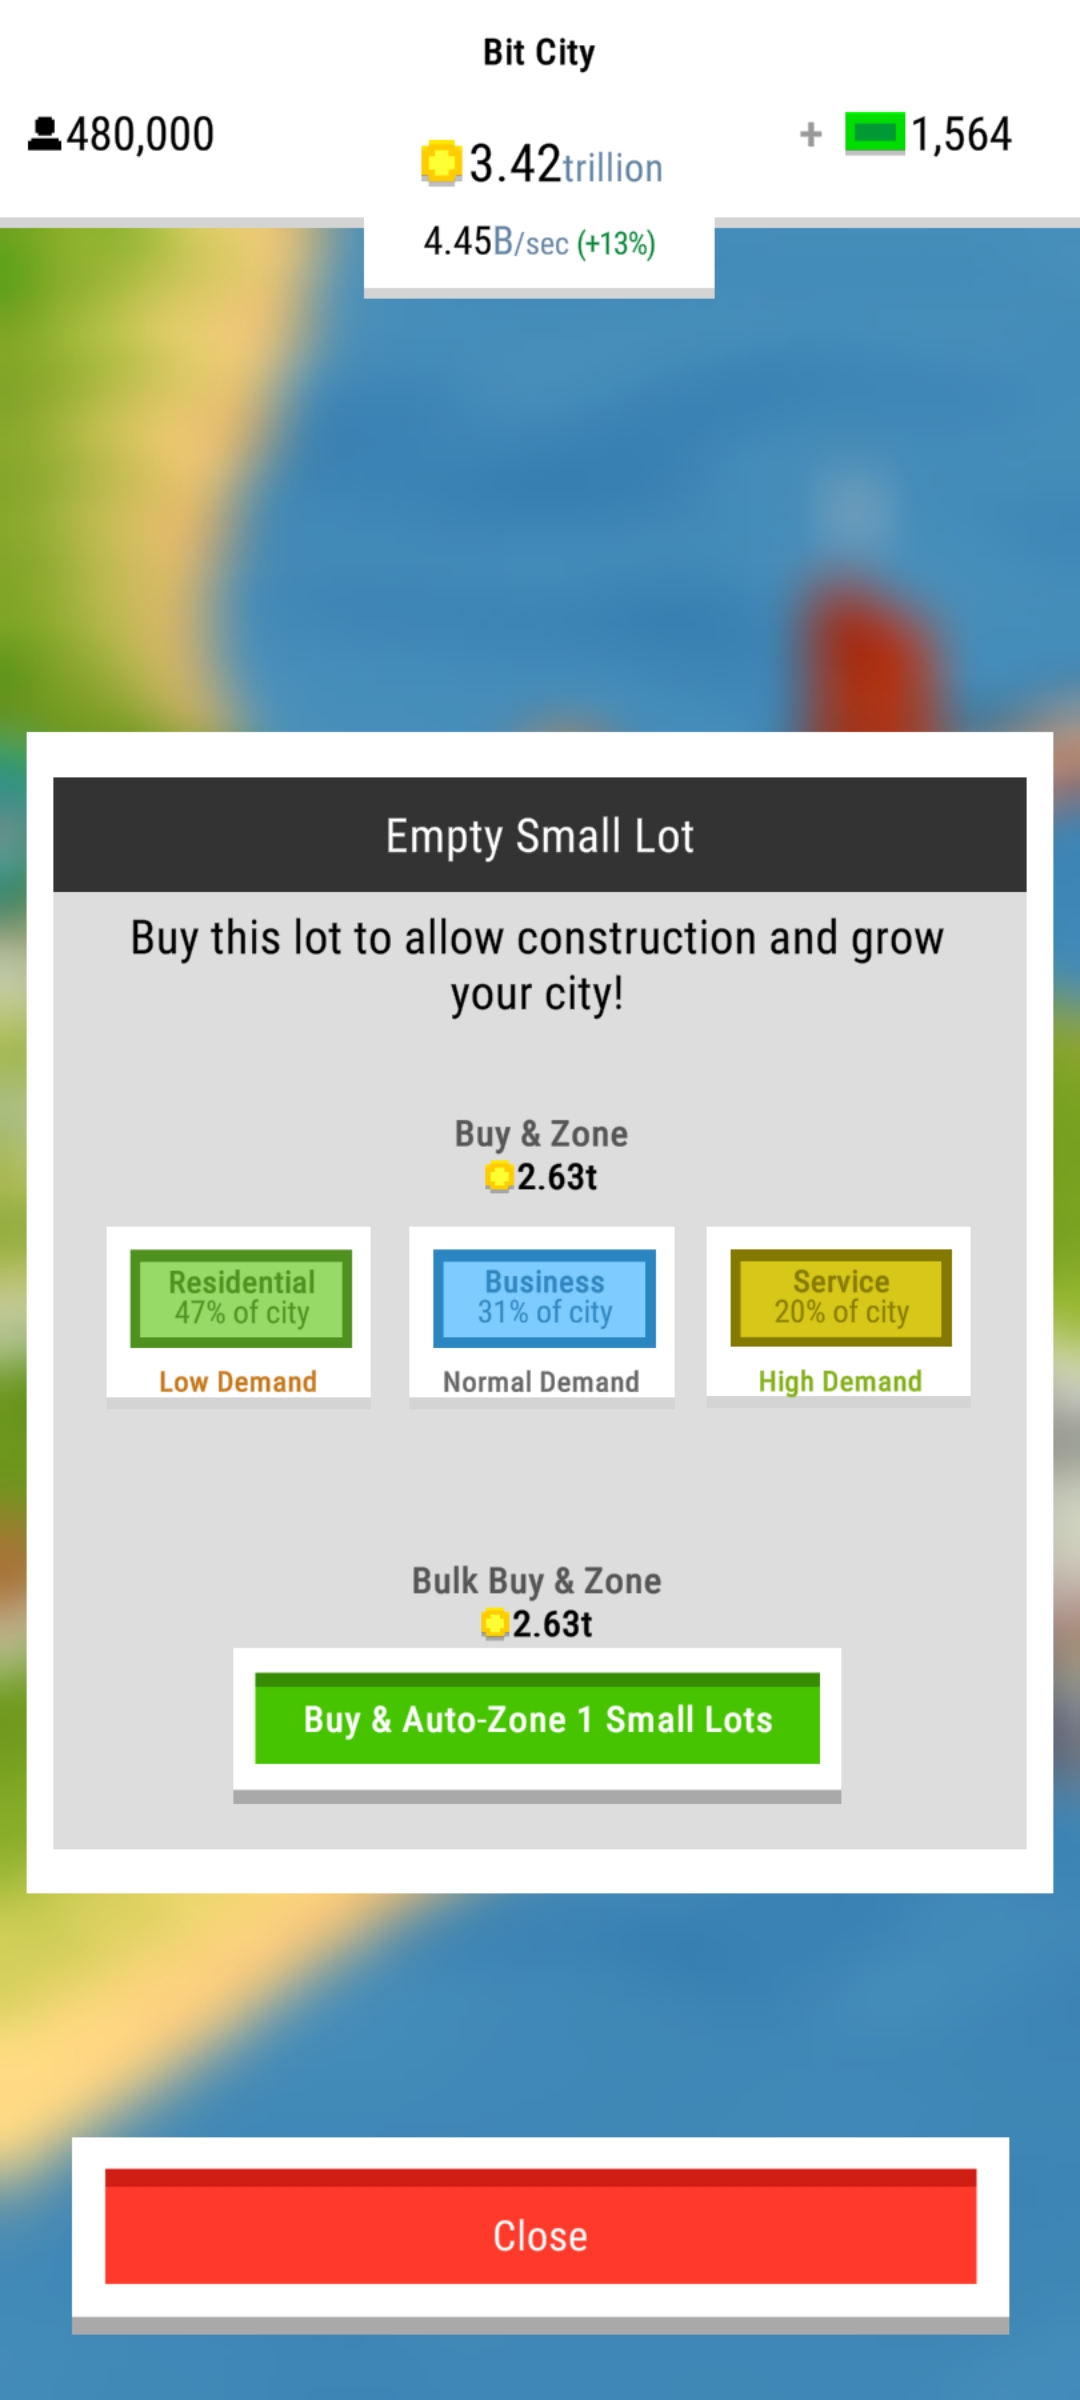 Bit City
480,000
3.42trillion
+ 1,564
4.45B/sec (+13%)
Empty Small Lot
Buy this lot to allow construction and grow
your city!
Buy & Zone
2.63t
Residential
47% of city
Low Demand
Business
31% of city
Normal Demand
Service
20% of city
High Demand
Bulk Buy & Zone
2.63t
Buy & Auto-Zone 1 Small Lots
Close